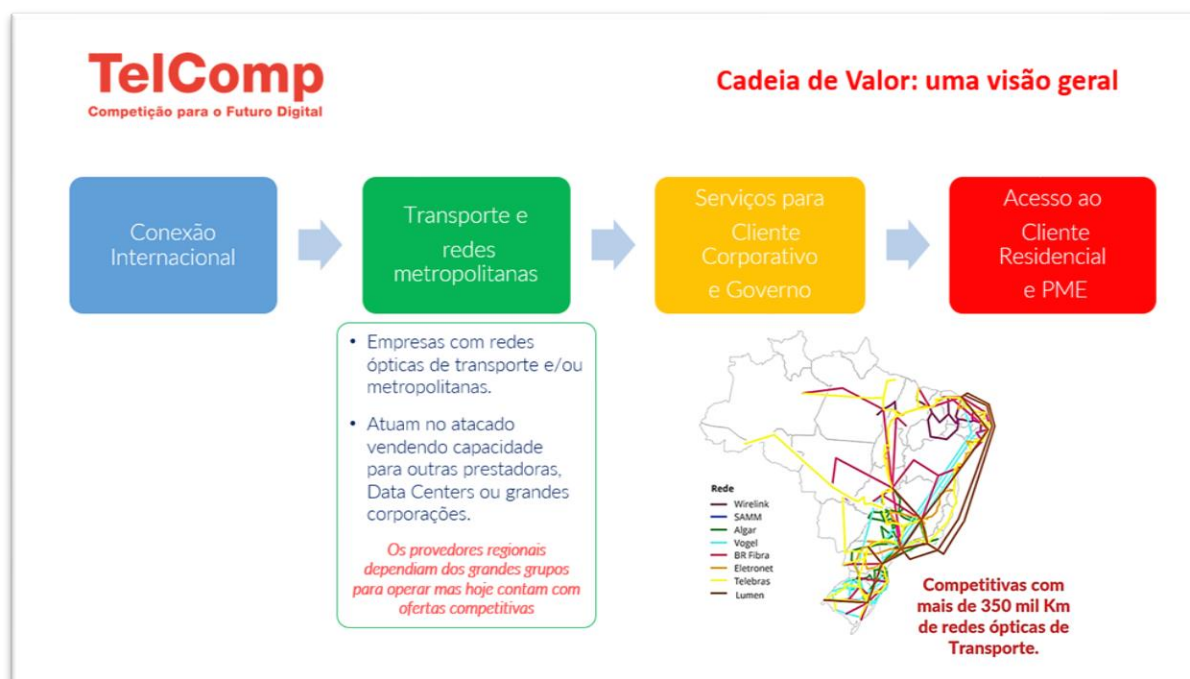 TelComp
Competição para o Futuro Digital
Cadeia de Valor: uma visão geral
Conexão
Internacional
Transporte e
redes
metropolitanas
Serviços para
Cliente
Corporativo
e Governo
Acesso ao
Cliente
Residencial
e PME
• Empresas com redes
ópticas de transporte e/ou
metropolitanas.
• Atuam no atacado
vendendo capacidade
para outras prestadoras,
Data Centers ou grandes
corporações.
Os provedores regionais
dependiam dos grandes grupos
para operar mas hoje contam com
ofertas competitivas
Rede
Wirelink
SAMM
Algar
Vogel
BR Fibra
Eletronet
Telebras
Lumen
Competitivas com
mais de 350 mil Km
de redes ópticas de
Transporte.